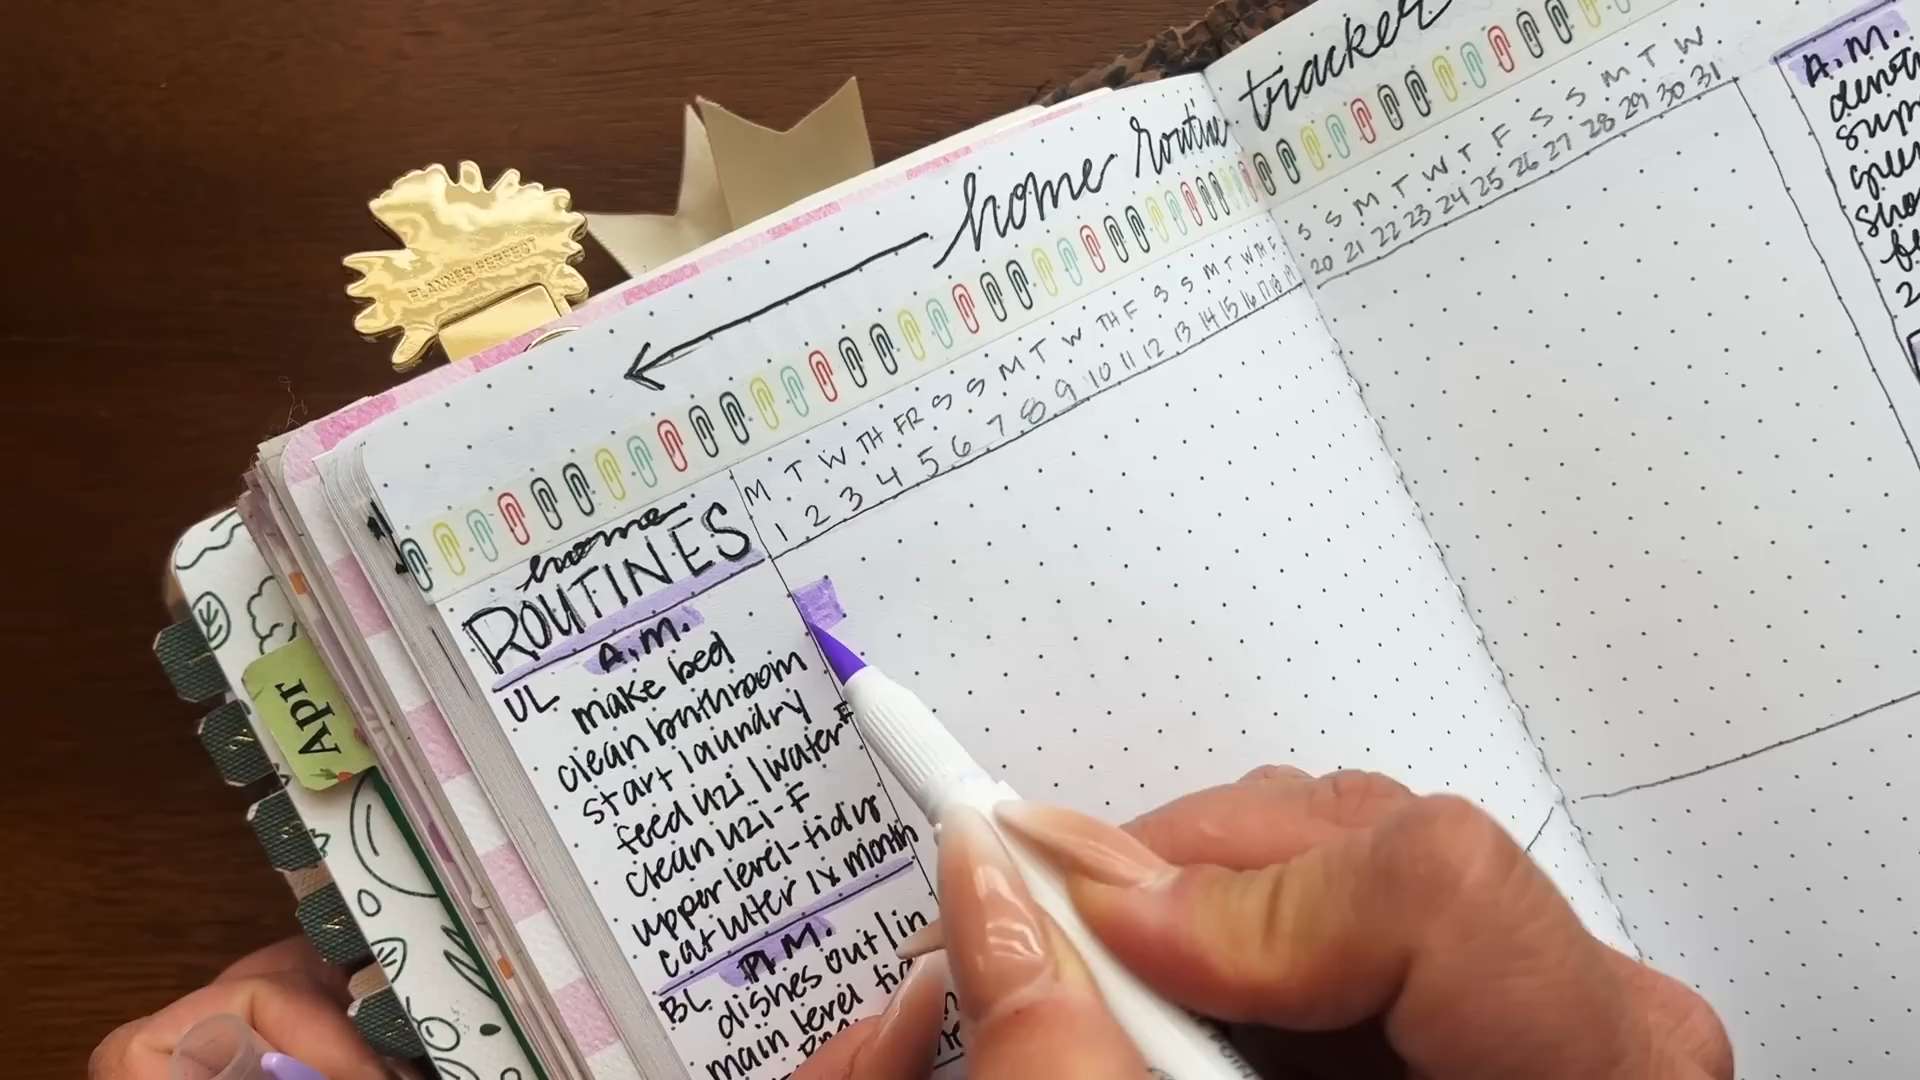 home routine tracker
PLANNER PERFECT
M T W TH FR S S M T W TH F S S M T W TH F
1 2 3 4 5 6 7 8 9 10 11 12 13 14 15 16 17 18 19
S S M T W T F S S M T W
20 21 22 23 24 25 26 27 28 29 30 31
home
ROUTINES
A.M.
UL make bed
clean bathroom
start laundry
feed uzi/water
clean uzi-F
upper level-tidy
cat water 1x month
P.M.
BL dishes out/in
main level
Apr
A.M.